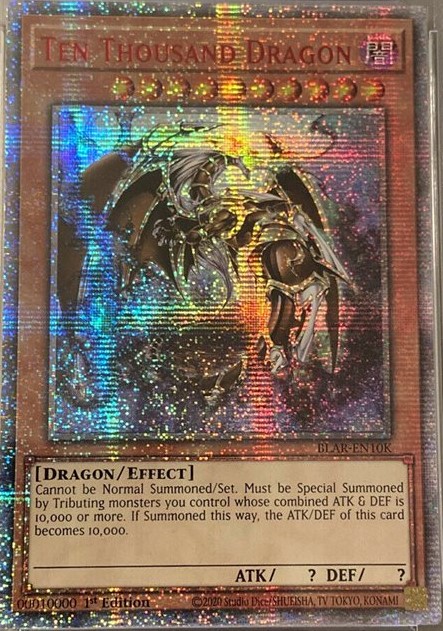 TEN THOUSAND DRAGON 闇
BLAR-EN10K
[DRAGON/EFFECT]
Cannot be Normal Summoned/Set. Must be Special Summoned
by Tributing monsters you control whose combined ATK & DEF is
10,000 or more. If Summoned this way, the ATK/DEF of this card
becomes 10,000.
ATK/ ? DEF/ ?
00010000 1st Edition ©2020 Studio Dice/SHUEISHA, TV TOKYO, KONAMI